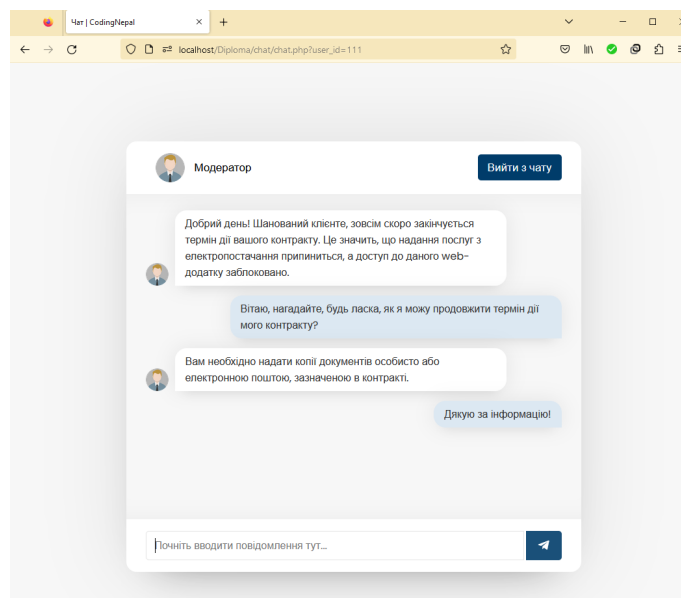 Чат | CodingNepal
localhost/Diploma/chat/chat.php?user_id=111
Модератор
Вийти з чату
Добрий день! Шанований клієнте, зовсім скоро закінчується
термін дії вашого контракту. Це значить, що надання послуг з
електропостачання припиниться, а доступ до даного web-
додатку заблоковано.
Вітаю, нагадайте, будь ласка, як я можу продовжити термін дії
мого контракту?
Вам необхідно надати копії документів особисто або
електронною поштою, зазначеною в контракті.
Дякую за інформацію!
Почніть вводити повідомлення тут...